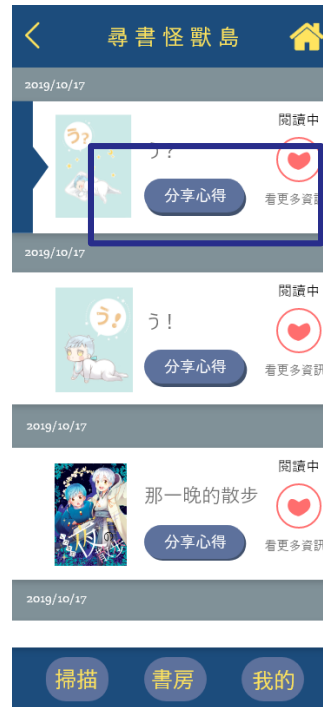 尋書怪獸島
2019/10/17
閱讀中
う?
う?
分享心得
看更多資訊
2019/10/17
閱讀中
う!
う!
分享心得
看更多資訊
2019/10/17
閱讀中
那一晚的散步
分享心得
看更多資訊
2019/10/17
掃描
書房
我的